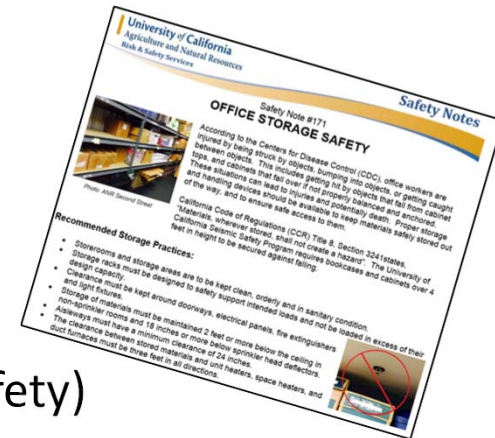 University of California
Agriculture and Natural Resources
Risk & Safety Services
Safety Notes
Safety Note #171
OFFICE STORAGE SAFETY
According to the Centers for Disease Control (CDC), office workers are
injured by being struck by objects, bumping into objects, or getting caught
between objects. This includes getting hit by objects that fall from cabinet
tops, and cabinets that fall over if not properly balanced and anchored.
These situations can lead to injuries and potentially death. Proper storage
and handling devices should be available to keep materials safely stored out
of the way, and to ensure safe access to them.
Photo: ANR Second Street
California Code of Regulations (CCR) Title 8, Section 3241states,
"Materials, wherever stored, shall not create a hazard". The University of
California Seismic Safety Program requires bookcases and cabinets over 4
feet in height to be secured against falling.
Recommended Storage Practices:
• Storerooms and storage areas are to be kept clean, orderly and in sanitary condition.
• Storage racks must be designed to safely support intended loads and not be loaded in excess of their
design capacity.
• Clearance must be kept around doorways, electrical panels, fire extinguishers
and light fixtures.
• Storage of materials must be maintained 2 feet or more below the ceiling in
non-sprinkler rooms and 18 inches or more below sprinkler head deflectors.
• Aisleways must have a minimum clearance of 24 inches.
• The clearance between stored materials and unit heaters, space heaters, and
duct furnaces must be three feet in all directions.
fety)